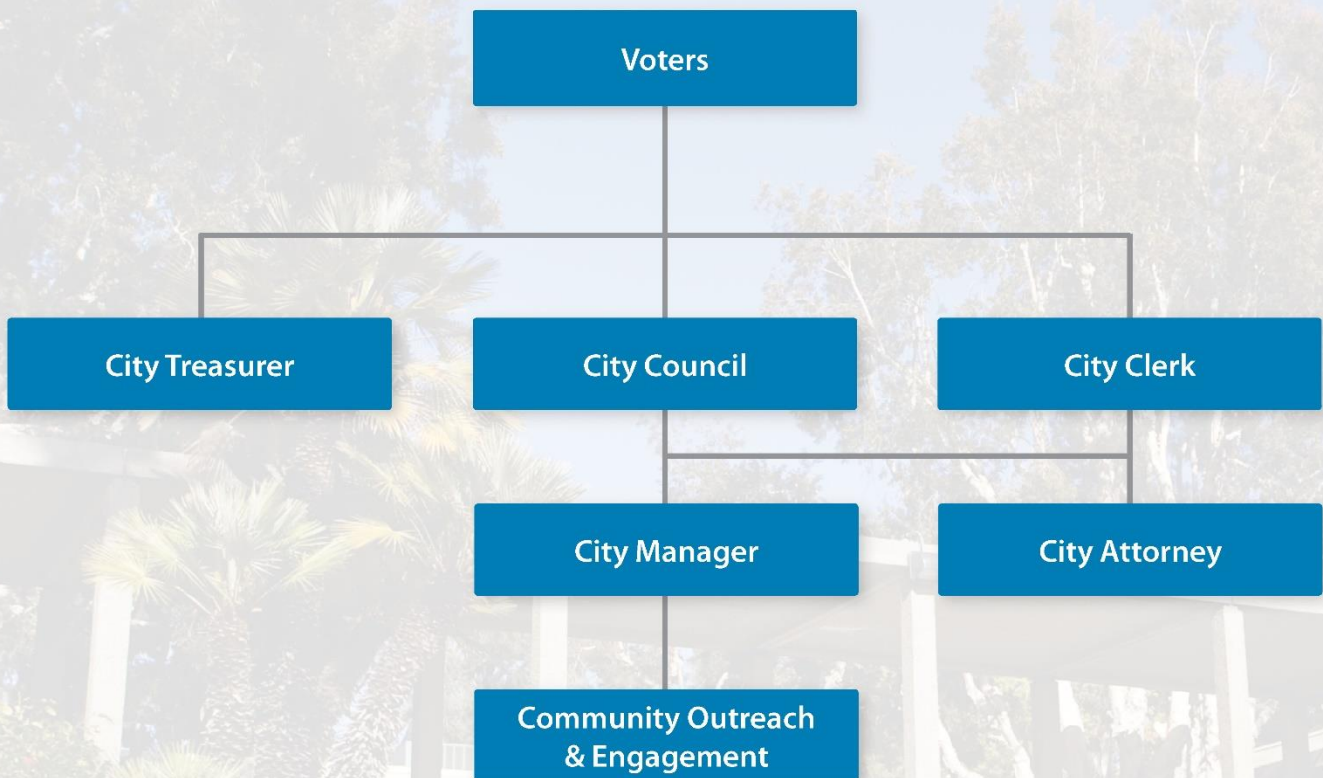 Voters
City Treasurer
City Council
City Clerk
City Manager
City Attorney
Community Outreach
& Engagement